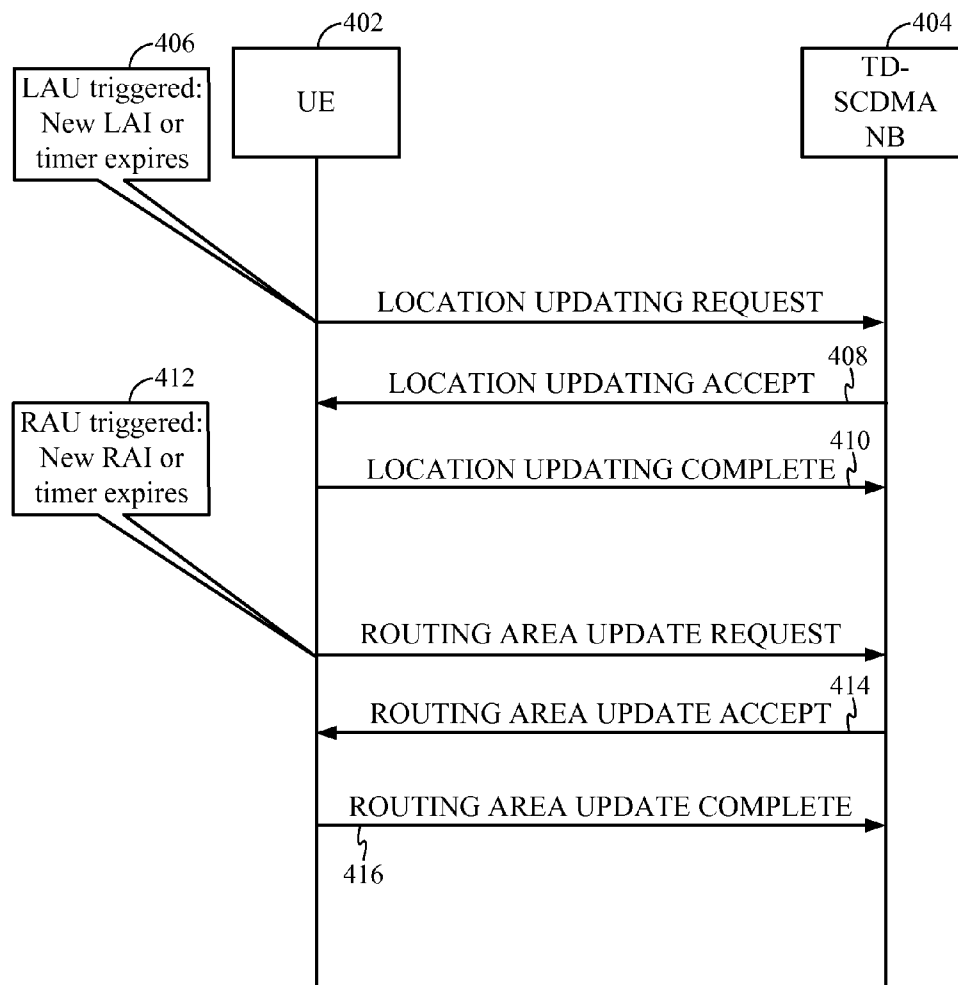 406
402
404
LAU triggered:
New LAI or
timer expires
UE
TD-
SCDMA
NB
LOCATION UPDATING REQUEST
408
LOCATION UPDATING ACCEPT
412
RAU triggered:
New RAI or
timer expires
410
LOCATION UPDATING COMPLETE
ROUTING AREA UPDATE REQUEST
414
ROUTING AREA UPDATE ACCEPT
ROUTING AREA UPDATE COMPLETE
416